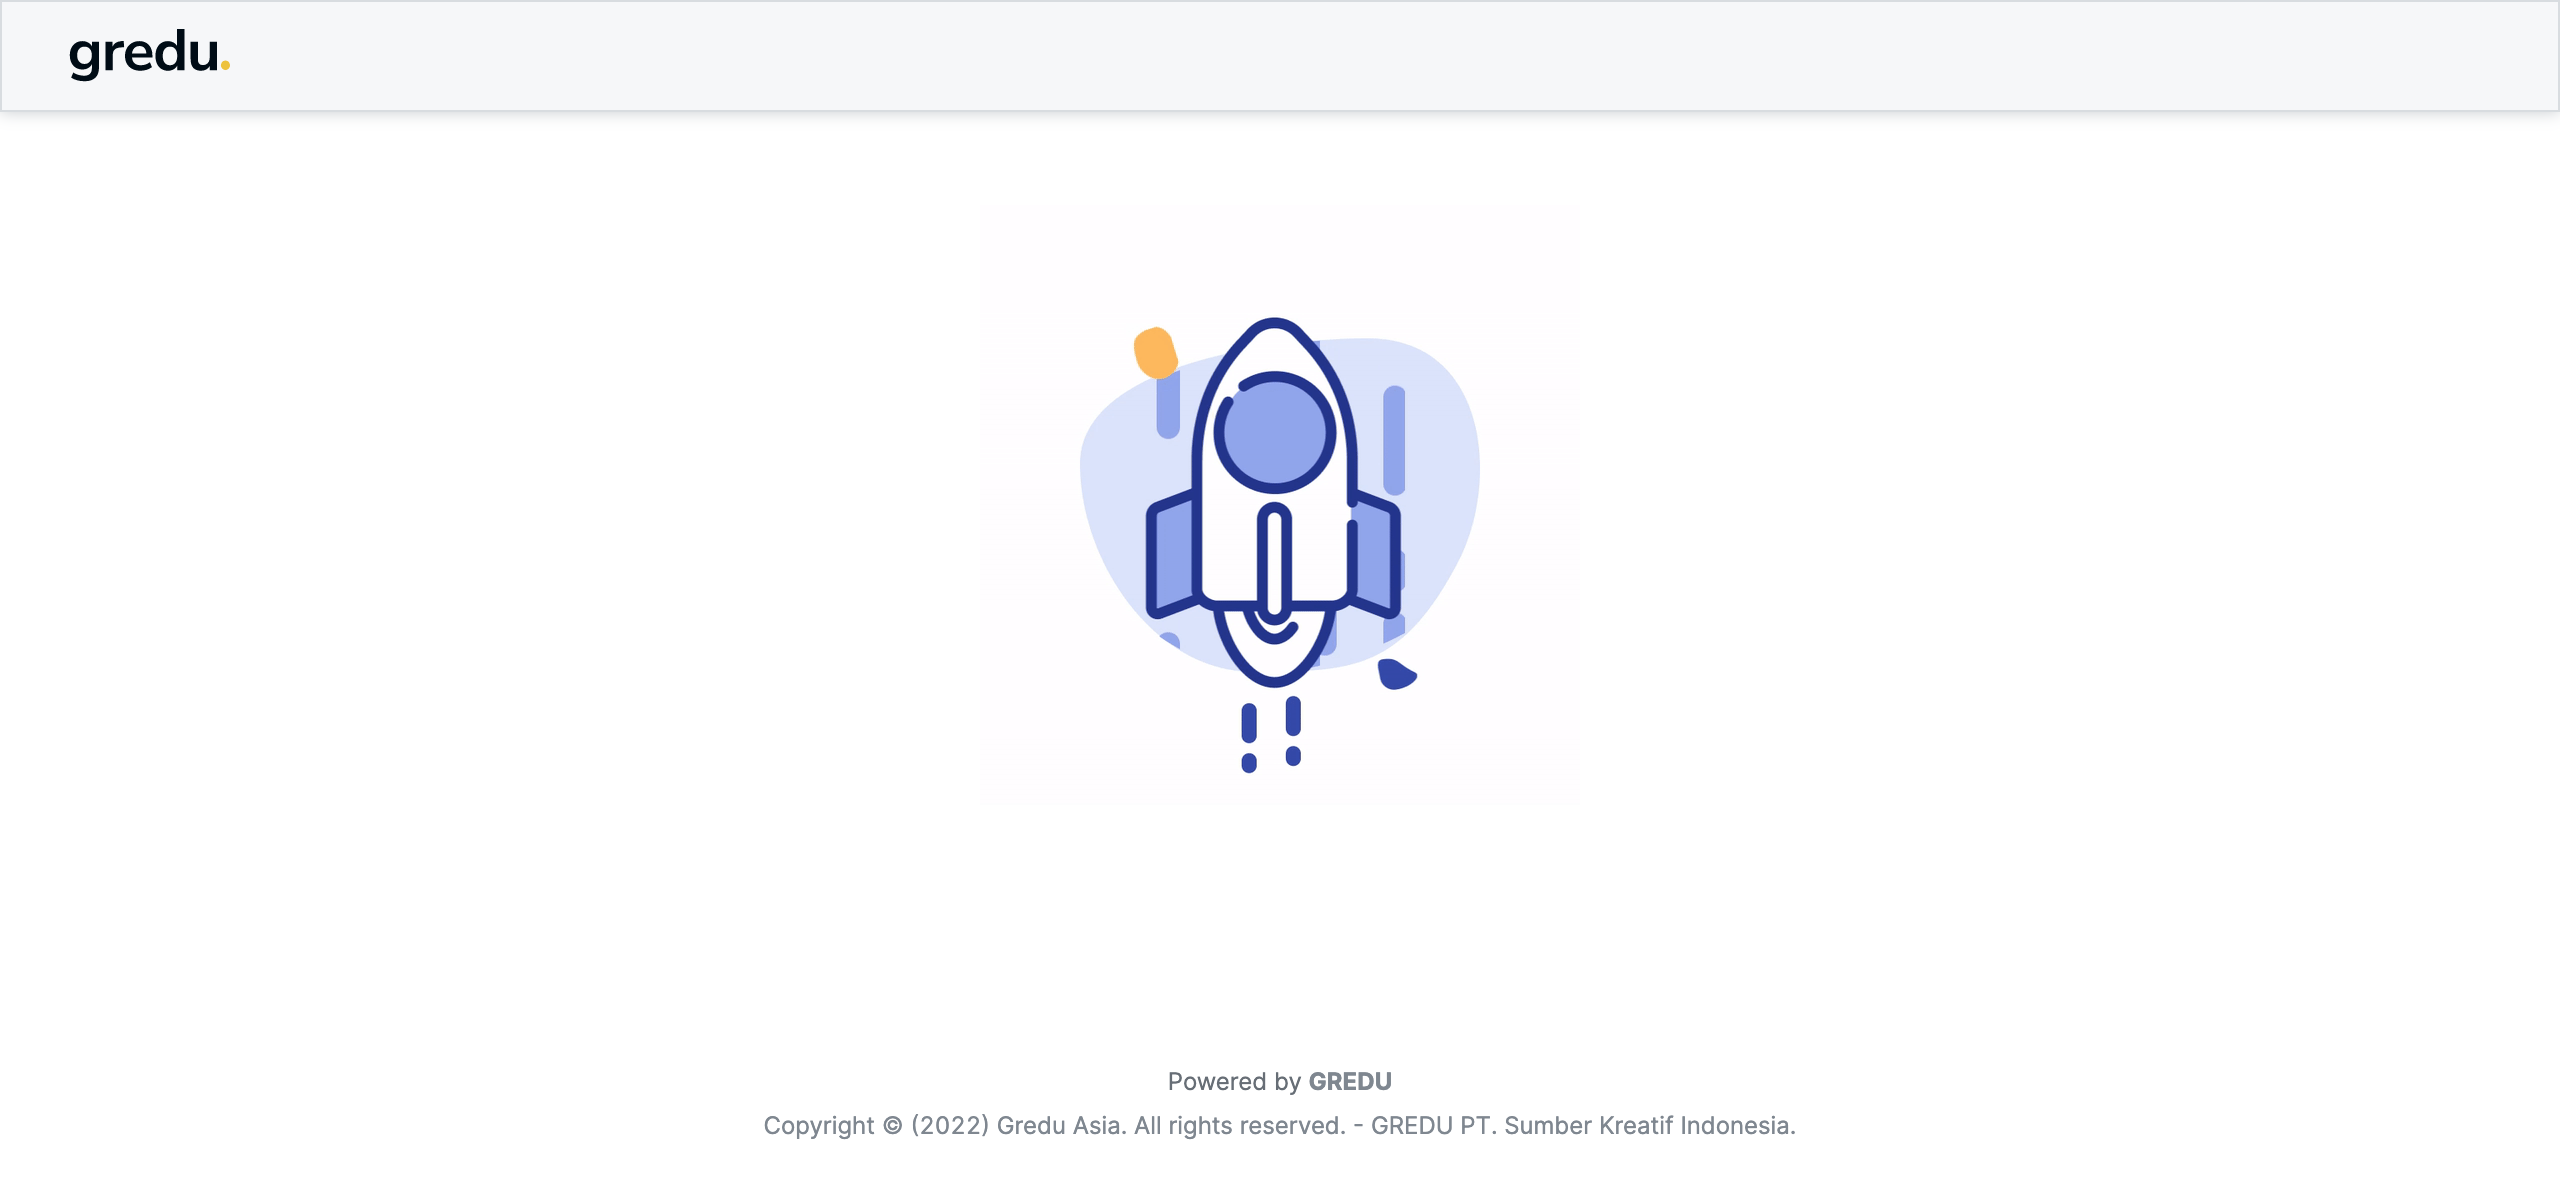 gredu.
Powered by GREDU
Copyright © (2022) Gredu Asia. All rights reserved. - GREDU PT. Sumber Kreatif Indonesia.